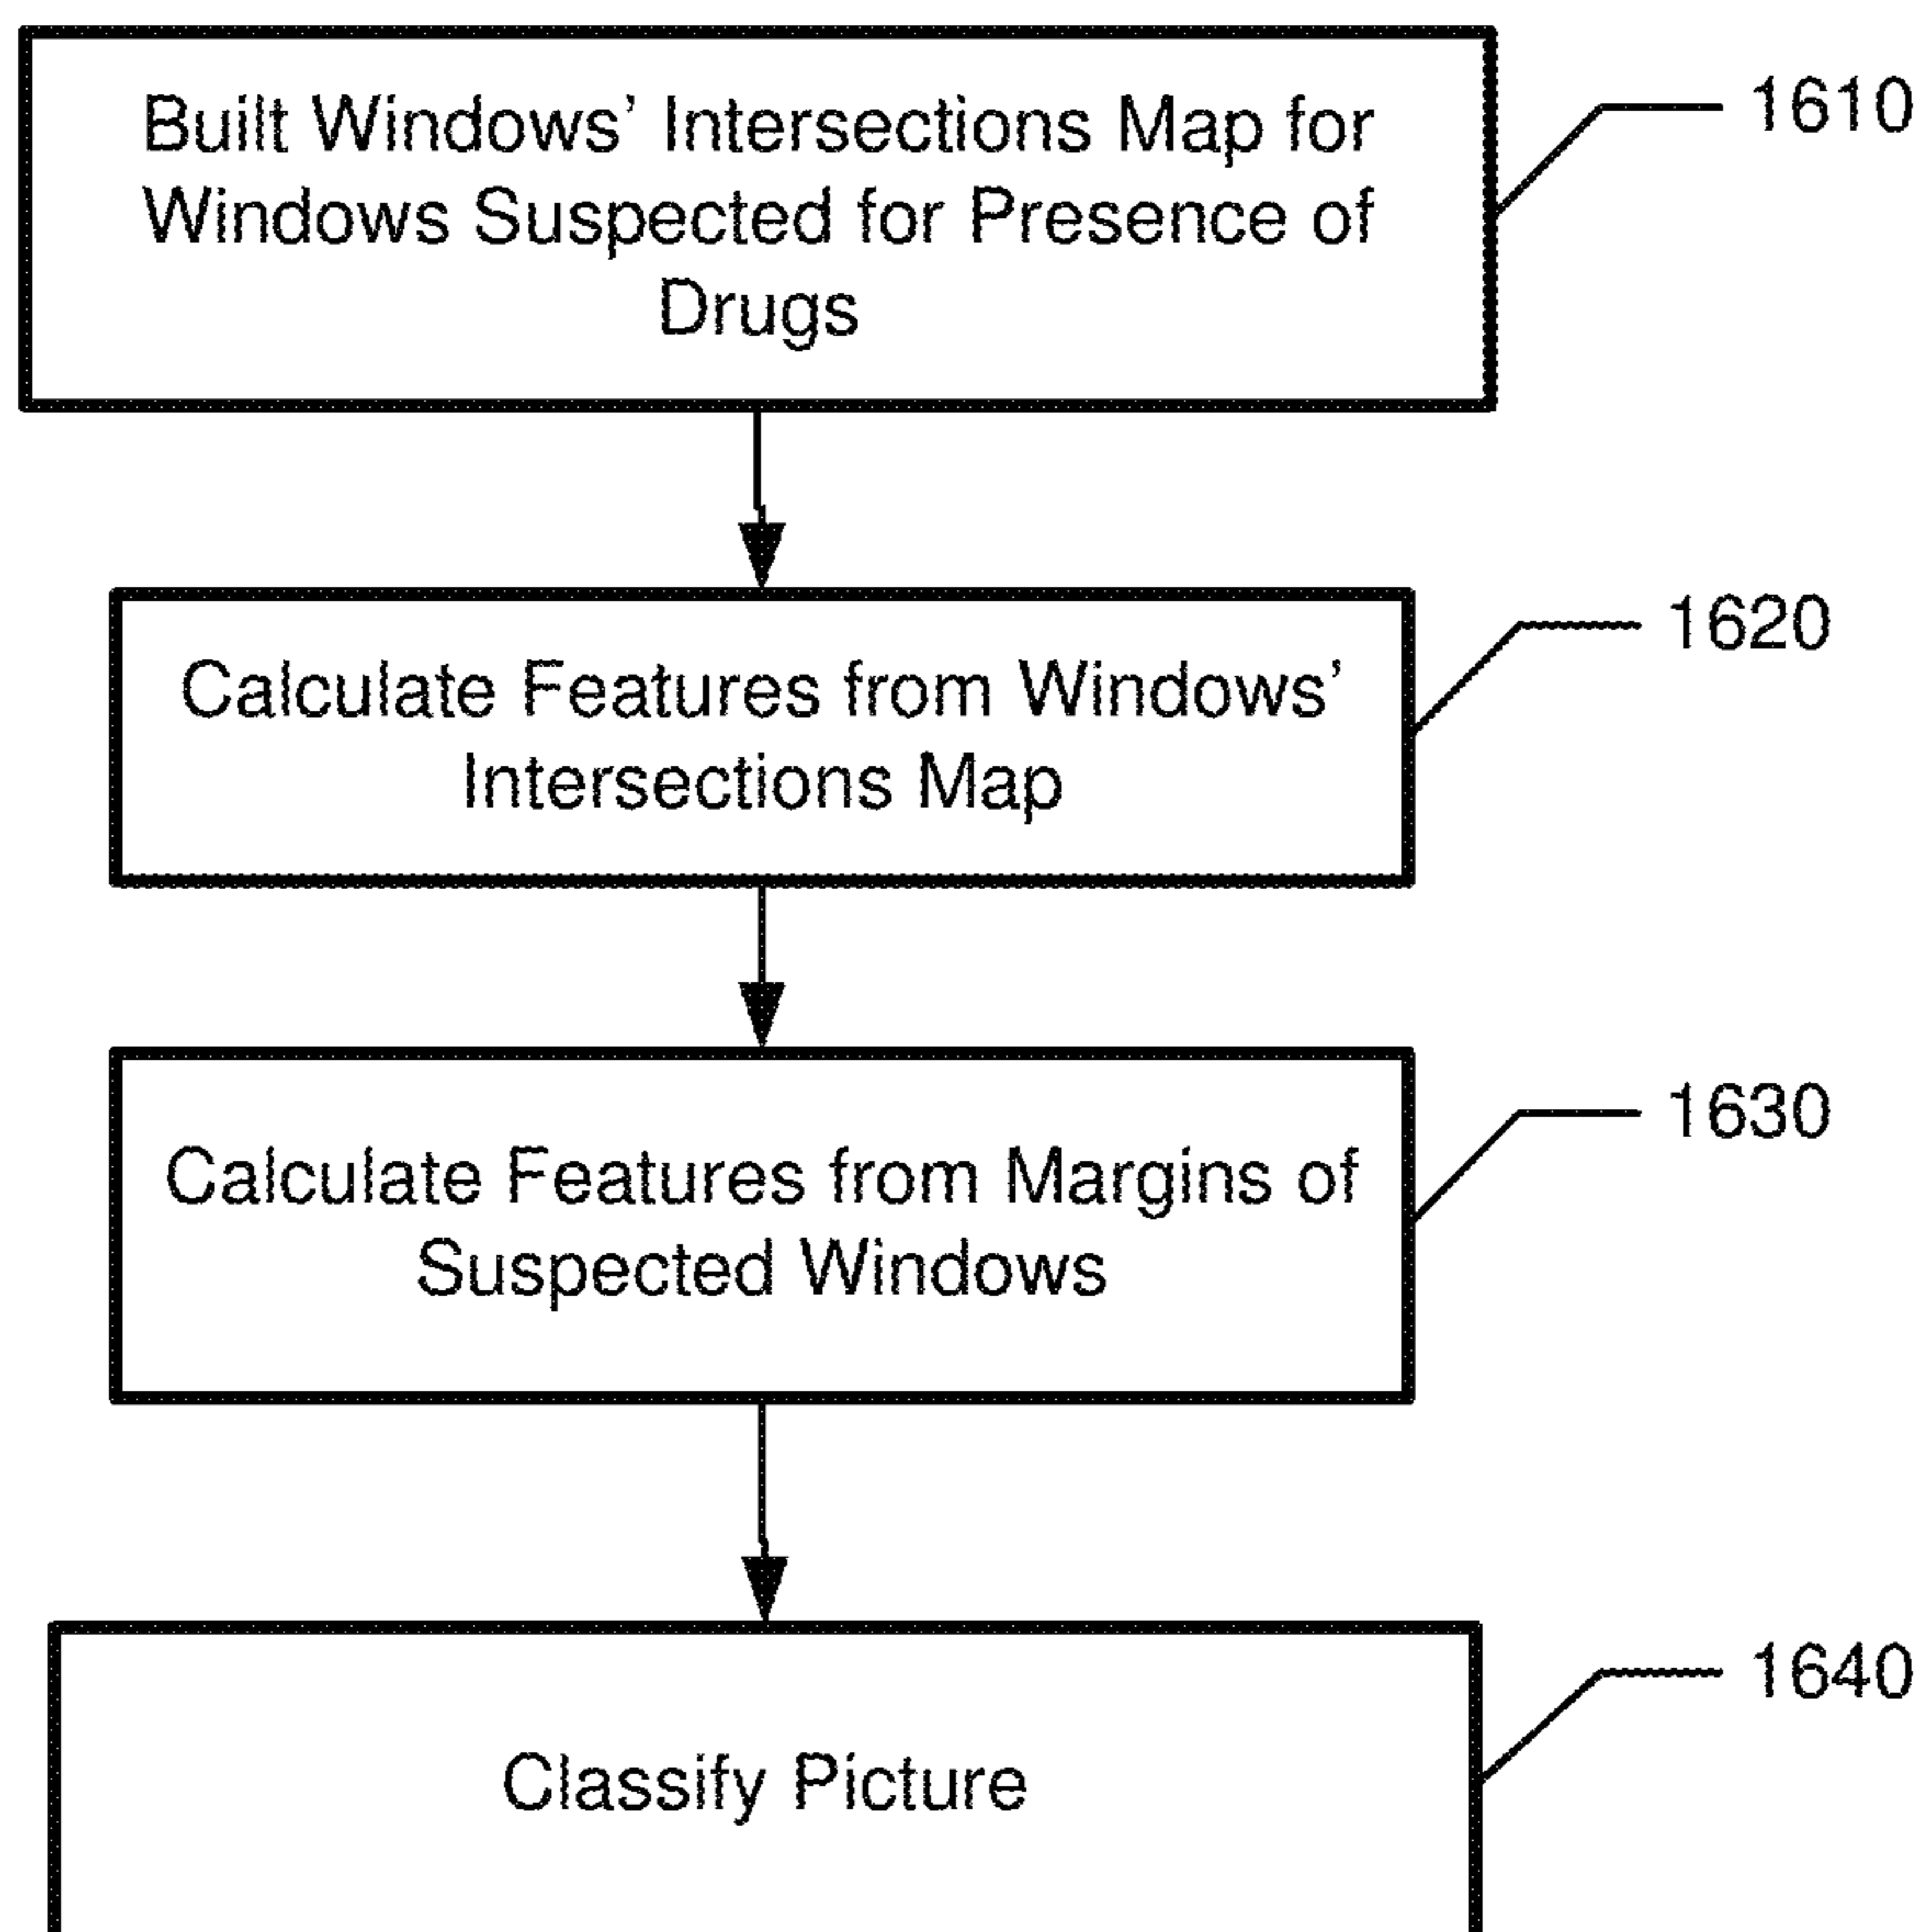 Built Windows’ Intersections Map for
Windows Suspected for Presence of
Drugs
1610
Calculate Features from Windows’
Intersections Map
1620
Calculate Features from Margins of
Suspected Windows
1630
Classify Picture
1640